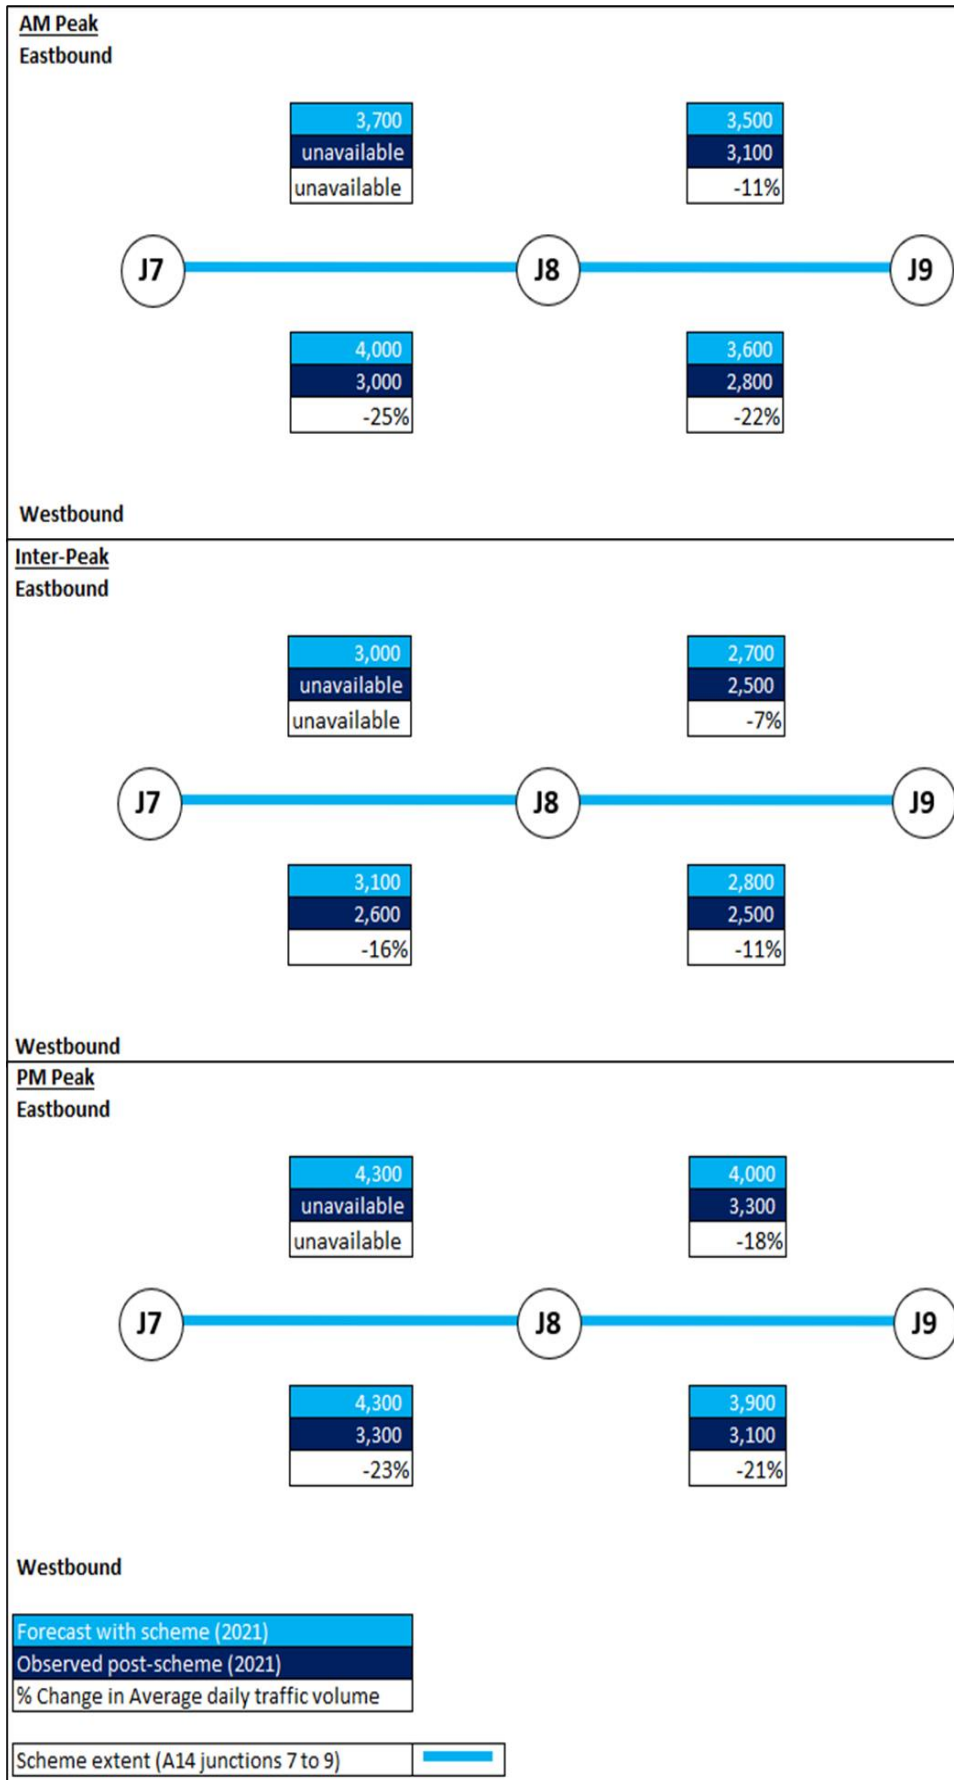 AM Peak
Eastbound
3,700
unavailable
unavailable
3,500
3,100
-11%
J7
J8
J9
4,000
3,000
-25%
3,600
2,800
-22%
Westbound
Inter-Peak
Eastbound
3,000
unavailable
unavailable
2,700
2,500
-7%
J7
J8
J9
3,100
2,600
-16%
2,800
2,500
-11%
Westbound
PM Peak
Eastbound
4,300
unavailable
unavailable
4,000
3,300
-18%
J7
J8
J9
4,300
3,300
-23%
3,900
3,100
-21%
Westbound
Forecast with scheme (2021)
Observed post-scheme (2021)
% Change in Average daily traffic volume
Scheme extent (A14 junctions 7 to 9)